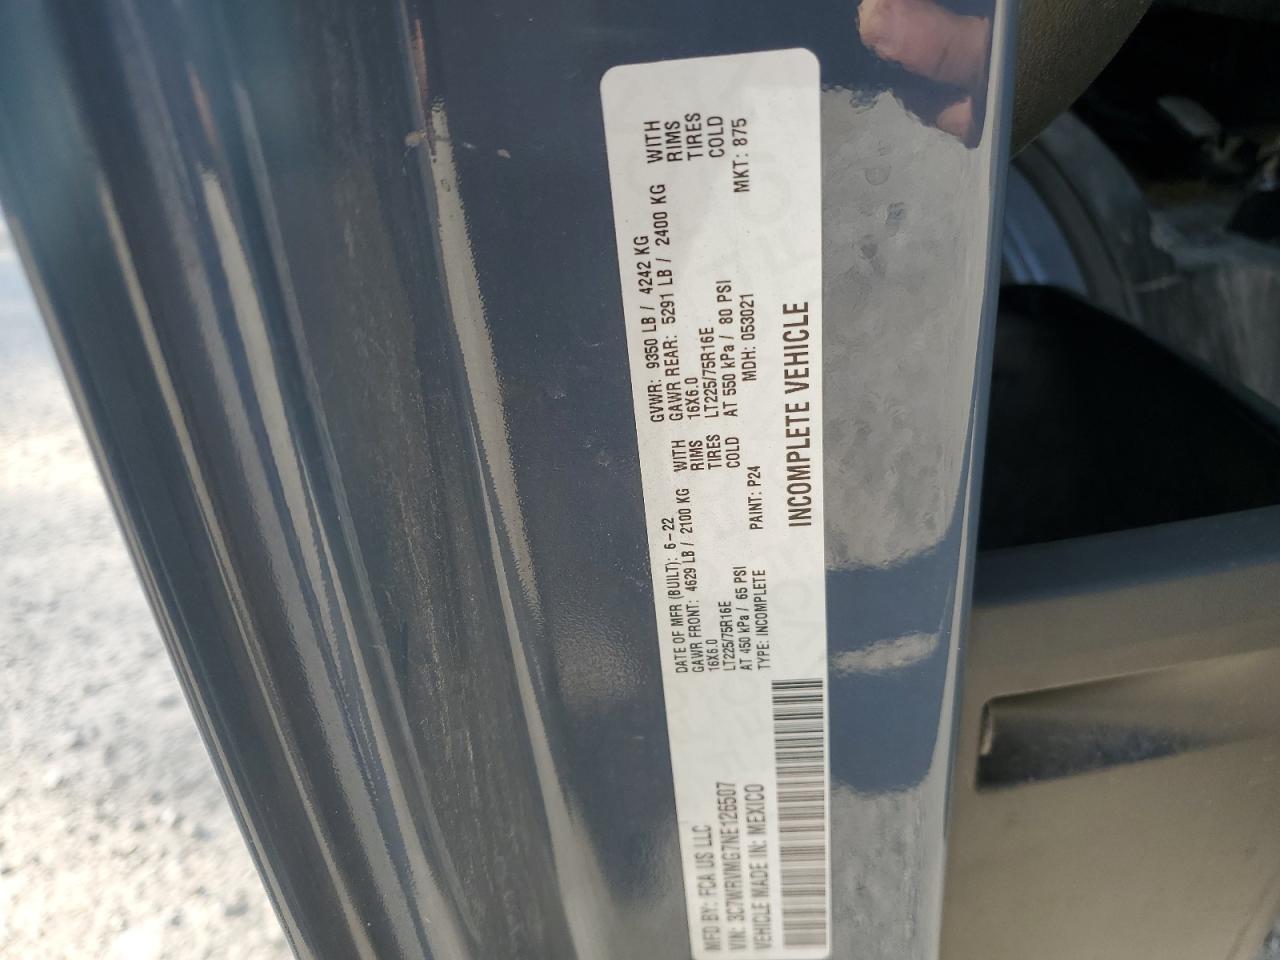 MFD BY: FCA US LLC
VIN: 3C7WRVMG7NE126507
VEHICLE MADE IN: MEXICO
DATE OF MFR (BUILT): 6-22
GAWR FRONT: 4629 LB / 2100 KG WITH
16X6.0 RIMS
LT225/75R16E TIRES
AT 450 kPa / 65 PSI COLD
GVWR: 9350 LB / 4242 KG
GAWR REAR: 5291 LB / 2400 KG WITH
16X6.0 RIMS
LT225/75R16E TIRES
AT 550 kPa / 80 PSI COLD
TYPE: INCOMPLETE PAINT: P24 MDH: 053021 MKT: 875
INCOMPLETE VEHICLE